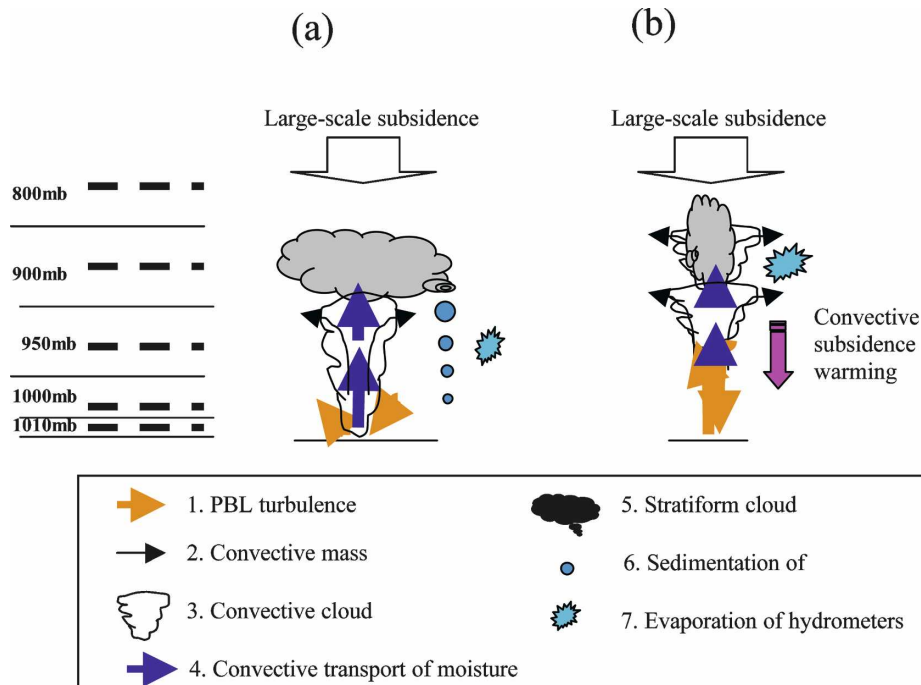 (a)
(b)
Large-scale subsidence
Large-scale subsidence
800mb
900mb
950mb
1000mb
1010mb
Convective
subsidence
warming
1. PBL turbulence
2. Convective mass
3. Convective cloud
4. Convective transport of moisture
5. Stratiform cloud
6. Sedimentation of
7. Evaporation of hydrometers